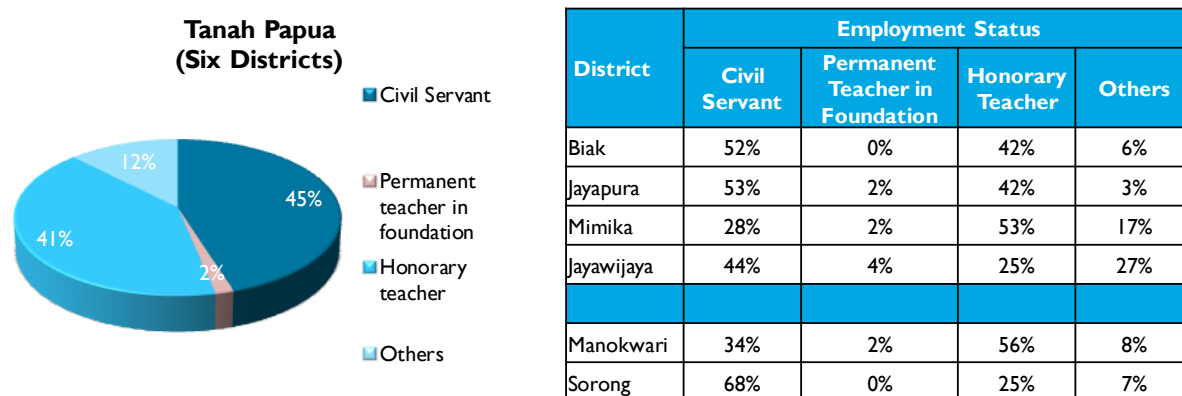 Tanah Papua
(Six Districts)
Civil Servant
Permanent
teacher in
foundation
Honorary
teacher
Others
12%
45%
41%
2%
District
Employment Status
Civil
Servant
Permanent
Teacher in
Foundation
Honorary
Teacher
Others
Biak 52% 0% 42% 6%
Jayapura 53% 2% 42% 3%
Mimika 28% 2% 53% 17%
Jayawijaya 44% 4% 25% 27%
Manokwari 34% 2% 56% 8%
Sorong 68% 0% 25% 7%